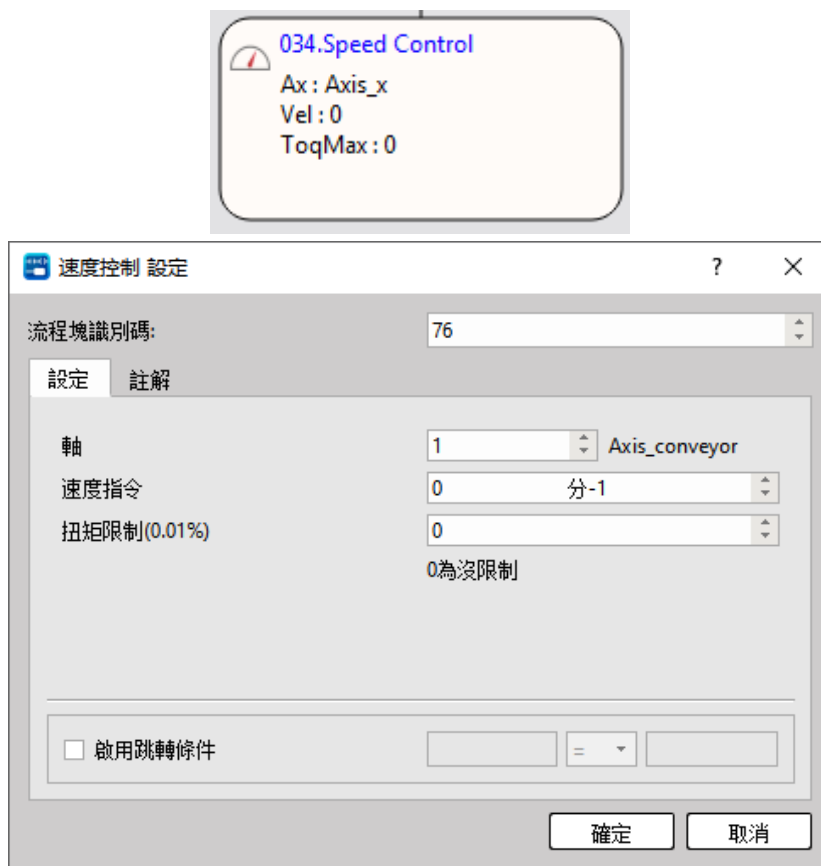 034.Speed Control
Ax : Axis_x
Vel : 0
ToqMax : 0
速度控制 設定 ? ×
流程塊識別碼: 76
設定 註解
軸 1 Axis_conveyor
速度指令 0 分-1
扭矩限制(0.01%) 0
0為沒限制
啟用跳轉條件 =
確定 取消